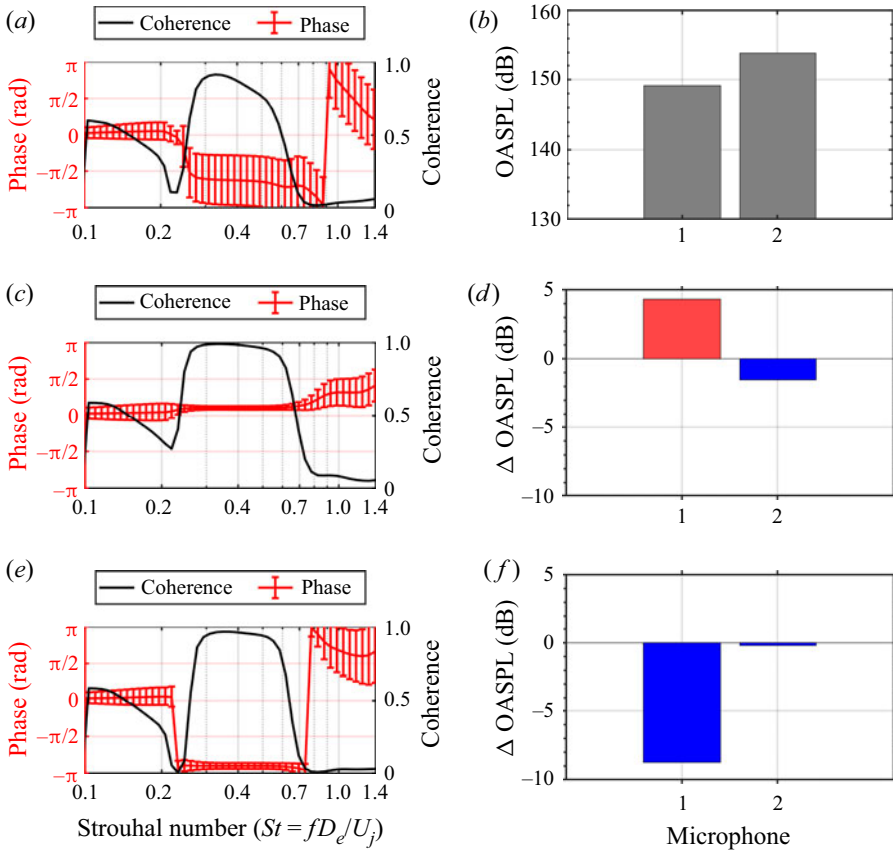 (a)
Coherence Phase
π
π/2
0
−π/2
−π
Phase (rad)
1.0
0.5
0
Coherence
0.1 0.2 0.4 0.7 1.0 1.4
(b)
160
150
140
130
OASPL (dB)
1 2
(c)
Coherence Phase
π
π/2
0
−π/2
−π
Phase (rad)
1.0
0.5
0
Coherence
0.1 0.2 0.4 0.7 1.0 1.4
(d)
5
0
−5
−10
Δ OASPL (dB)
1 2
(e)
Coherence Phase
π
π/2
0
−π/2
−π
Phase (rad)
1.0
0.5
0
Coherence
0.1 0.2 0.4 0.7 1.0 1.4
Strouhal number (St = fD_e/U_j)
(f)
5
0
−5
−10
Δ OASPL (dB)
1 2
Microphone